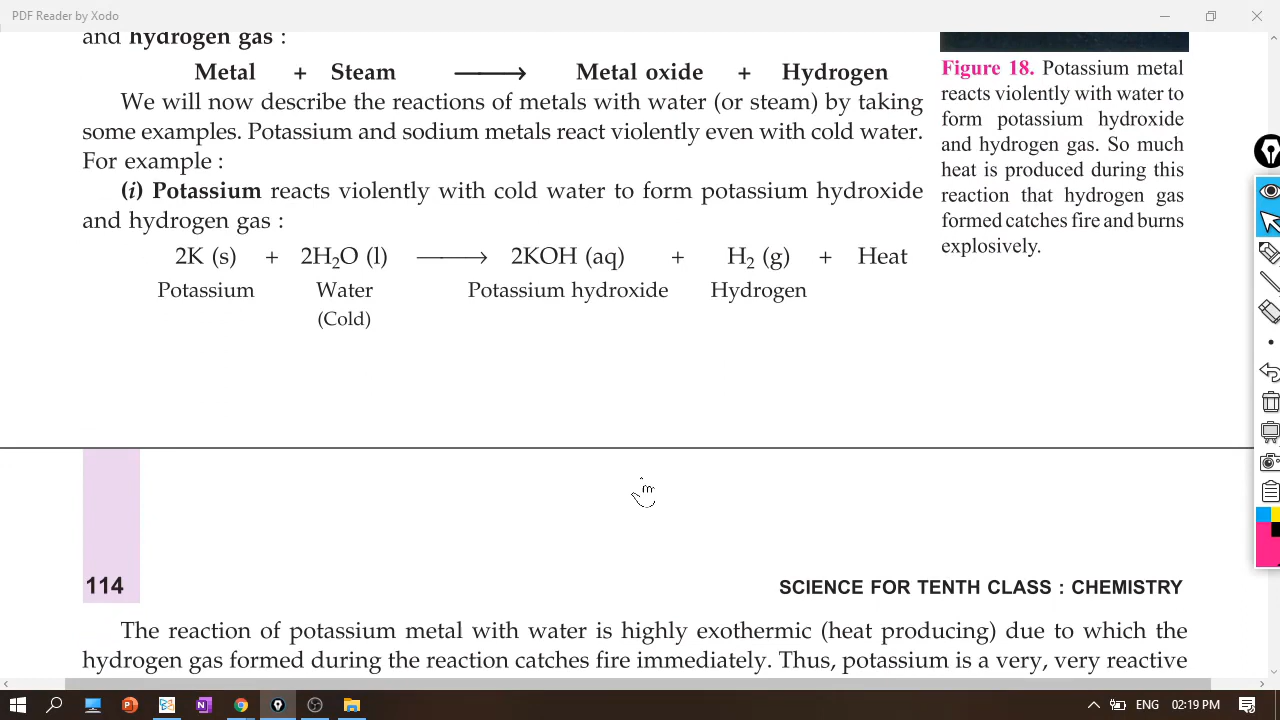 PDF Reader by Xodo
and hydrogen gas :
Metal + Steam ⟶ Metal oxide + Hydrogen
We will now describe the reactions of metals with water (or steam) by taking
some examples. Potassium and sodium metals react violently even with cold water.
For example :
(i) Potassium reacts violently with cold water to form potassium hydroxide
and hydrogen gas :
2K (s) + 2H₂O (l) ⟶ 2KOH (aq) + H₂ (g) + Heat
Potassium Water Potassium hydroxide Hydrogen
(Cold)
Figure 18. Potassium metal
reacts violently with water to
form potassium hydroxide
and hydrogen gas. So much
heat is produced during this
reaction that hydrogen gas
formed catches fire and burns
explosively.
114
SCIENCE FOR TENTH CLASS : CHEMISTRY
The reaction of potassium metal with water is highly exothermic (heat producing) due to which the
hydrogen gas formed during the reaction catches fire immediately. Thus, potassium is a very, very reactive
ENG 02:19 PM